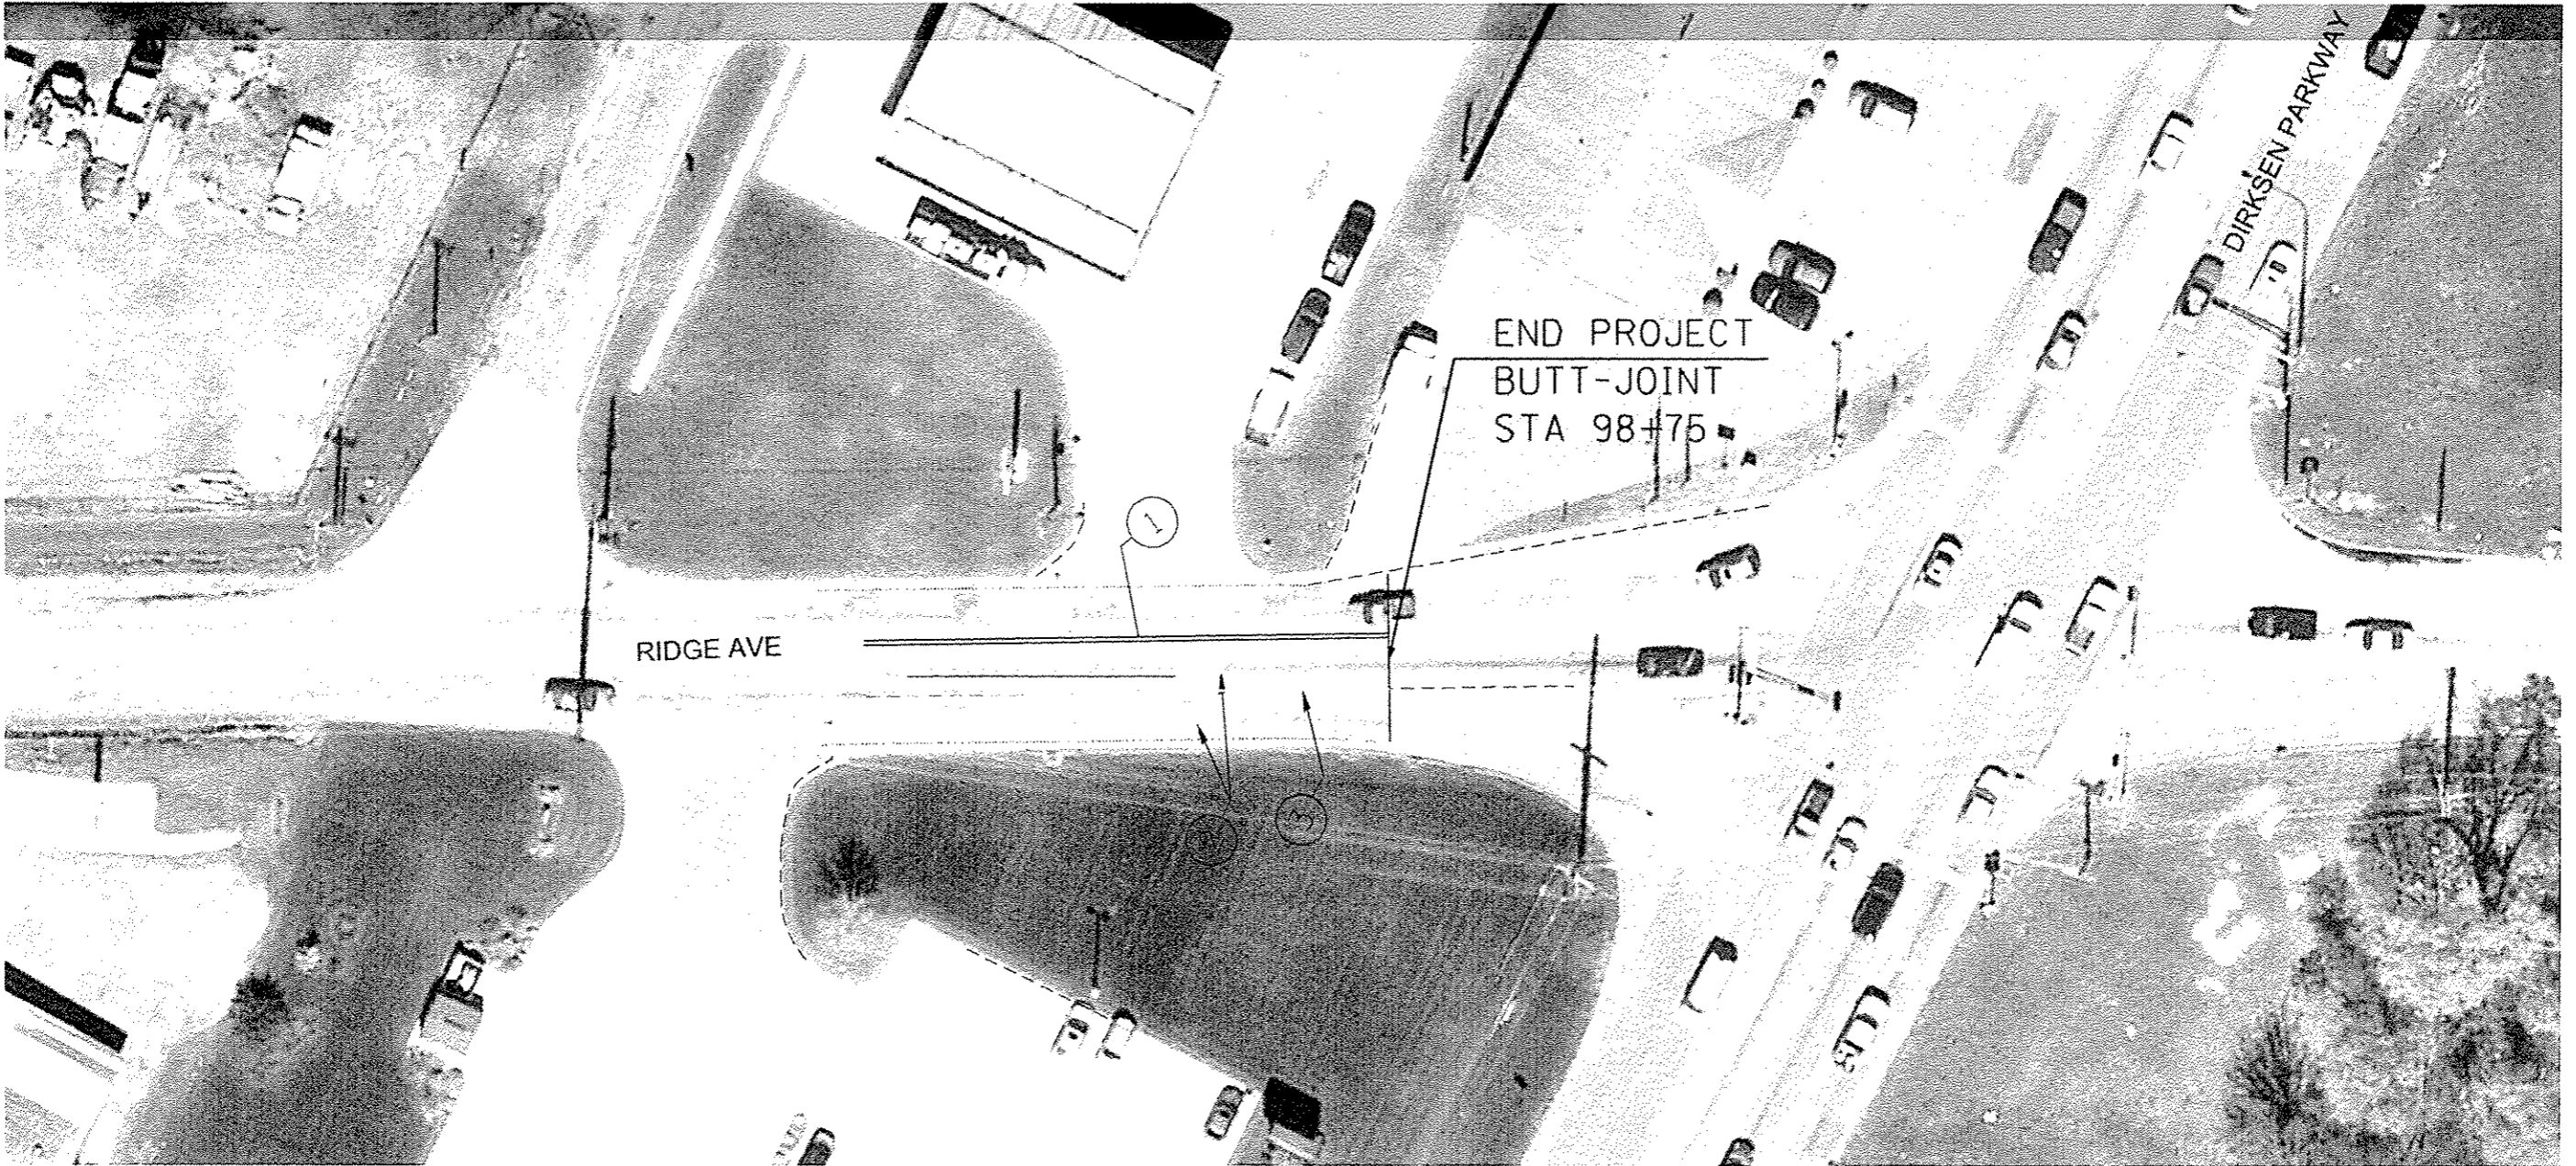 DIRKSEN PARKWAY
END PROJECT
BUTT-JOINT
STA 98+75
1
RIDGE AVE
3